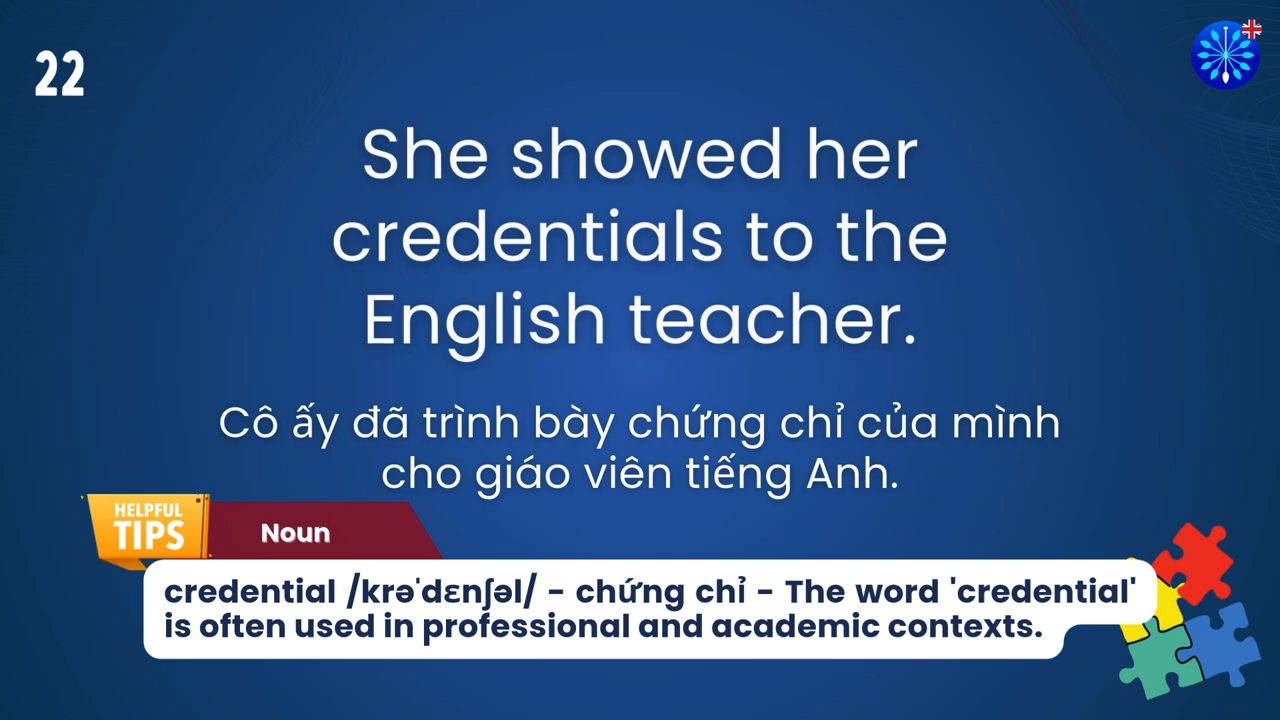 22
She showed her
credentials to the
English teacher.
Cô ấy đã trình bày chứng chỉ của mình
cho giáo viên tiếng Anh.
HELPFUL
TIPS
Noun
credential /krəˈdɛnʃəl/ - chứng chỉ - The word 'credential'
is often used in professional and academic contexts.